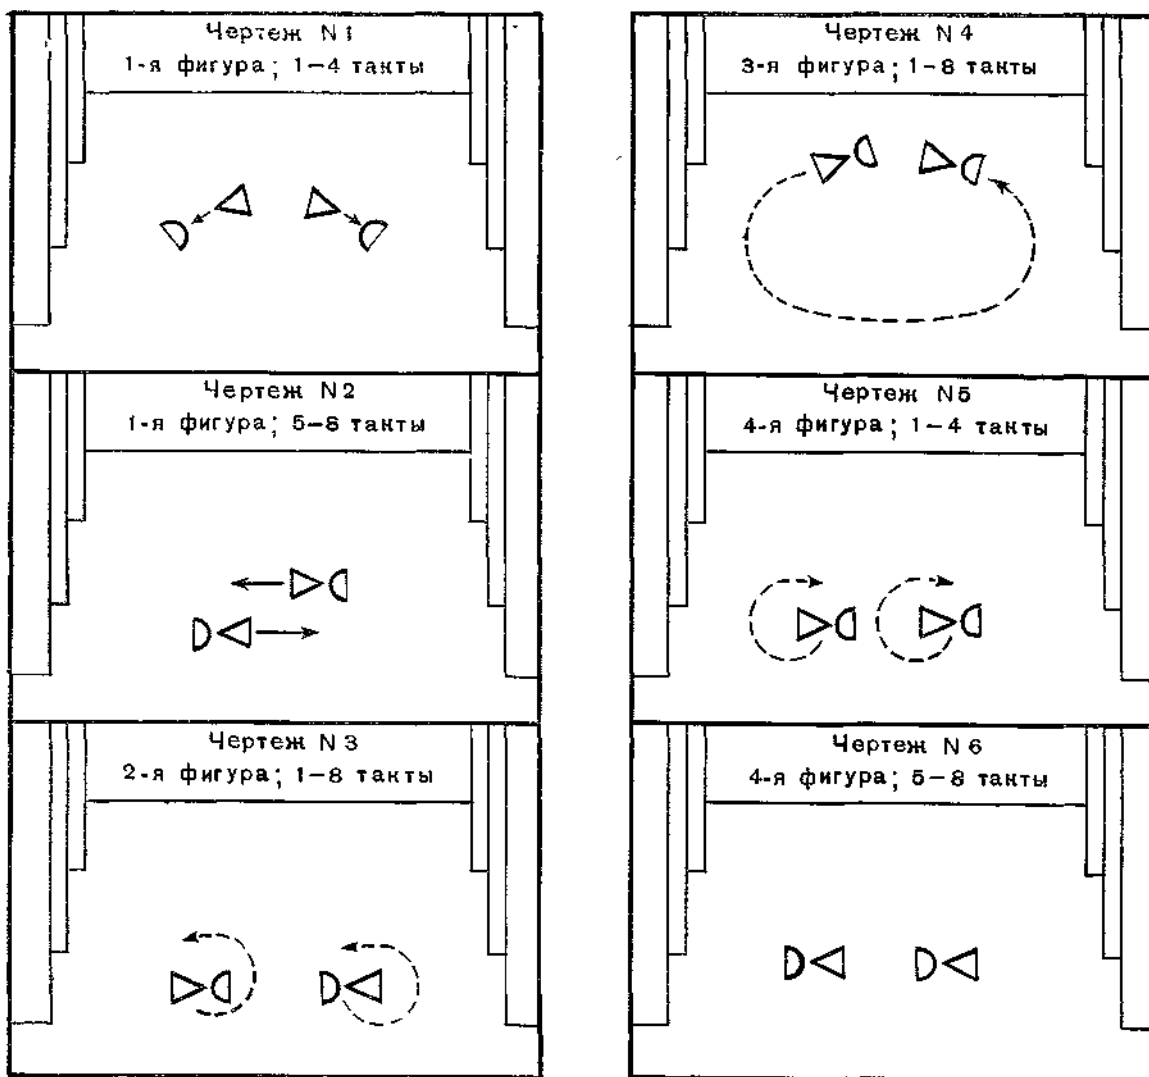 Чертеж N 1
1-я фигура; 1–4 такты
Чертеж N2
1-я фигура; 5–8 такты
Чертеж N 3
2-я фигура; 1–8 такты
Чертеж N 4
3-я фигура; 1–8 такты
Чертеж N5
4-я фигура; 1–4 такты
Чертеж N 6
4-я фигура; 5–8 такты